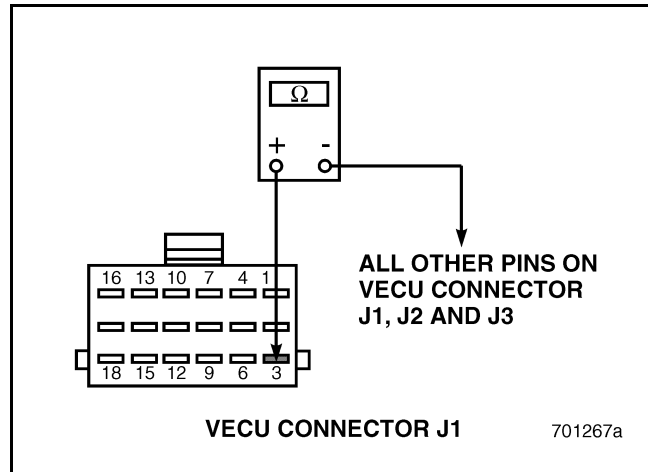 Ω
+ -
ALL OTHER PINS ON
VECU CONNECTOR
J1, J2 AND J3
16 13 10 7 4 1
18 15 12 9 6 3
VECU CONNECTOR J1
701267a